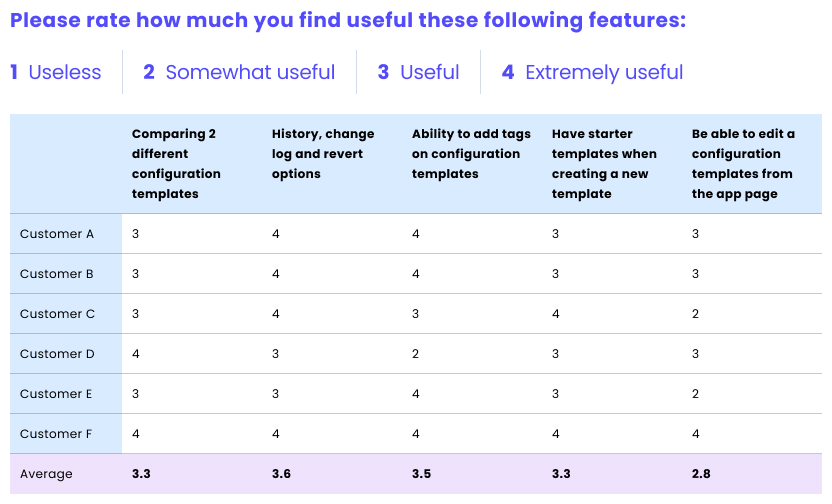 Please rate how much you find useful these following features:
1 Useless 2 Somewhat useful 3 Useful 4 Extremely useful
Comparing 2 different configuration templates
History, change log and revert options
Ability to add tags on configuration templates
Have starter templates when creating a new template
Be able to edit a configuration templates from the app page
Customer A 3 4 4 3 3
Customer B 3 4 4 3 3
Customer C 3 4 3 4 2
Customer D 4 3 2 3 3
Customer E 3 3 4 3 2
Customer F 4 4 4 4 4
Average 3.3 3.6 3.5 3.3 2.8